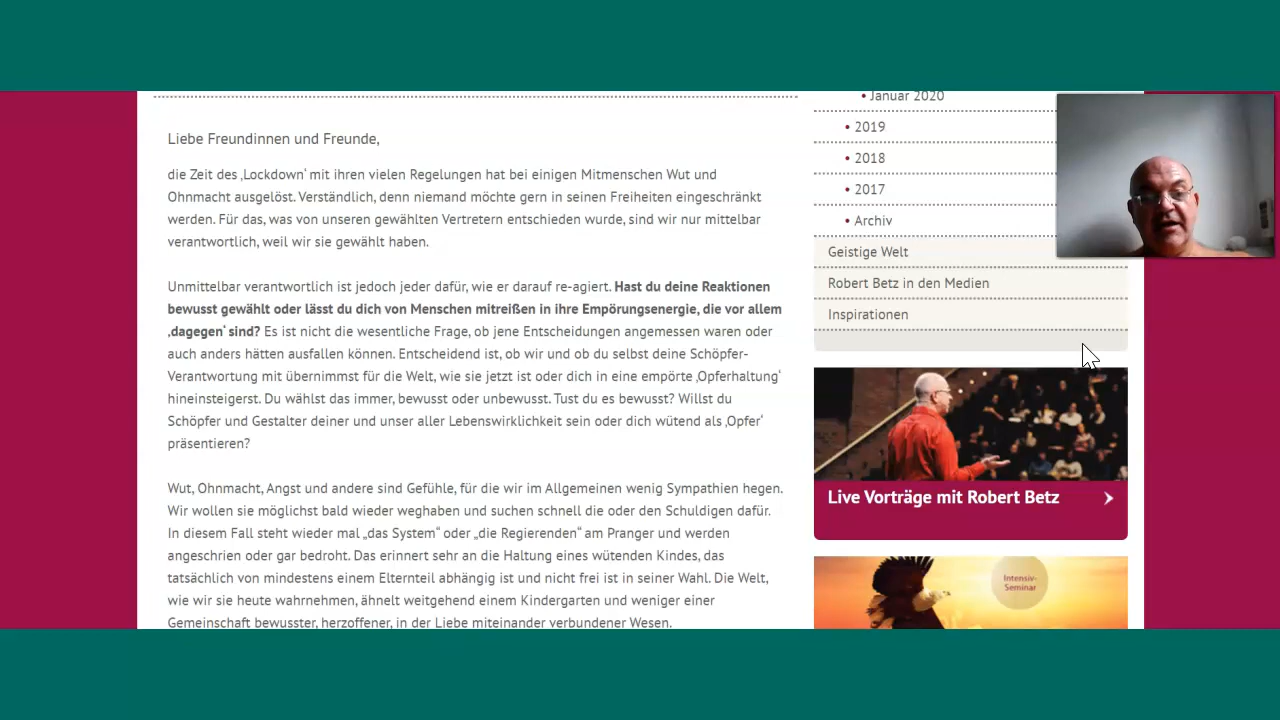 Liebe Freundinnen und Freunde,
die Zeit des ‚Lockdown‘ mit ihren vielen Regelungen hat bei einigen Mitmenschen Wut und
Ohnmacht ausgelöst. Verständlich, denn niemand möchte gern in seinen Freiheiten eingeschränkt
werden. Für das, was von unseren gewählten Vertretern entschieden wurde, sind wir nur mittelbar
verantwortlich, weil wir sie gewählt haben.
Unmittelbar verantwortlich ist jedoch jeder dafür, wie er darauf re-agiert. Hast du deine Reaktionen
bewusst gewählt oder lässt du dich von Menschen mitreißen in ihre Empörungsenergie, die vor allem
‚dagegen‘ sind? Es ist nicht die wesentliche Frage, ob jene Entscheidungen angemessen waren oder
auch anders hätten ausfallen können. Entscheidend ist, ob wir und ob du selbst deine Schöpfer-
Verantwortung mit übernimmst für die Welt, wie sie jetzt ist oder dich in eine empörte ‚Opferhaltung‘
hineinsteigerst. Du wählst das immer, bewusst oder unbewusst. Tust du es bewusst? Willst du
Schöpfer und Gestalter deiner und unser aller Lebenswirklichkeit sein oder dich wütend als ‚Opfer‘
präsentieren?
Wut, Ohnmacht, Angst und andere sind Gefühle, für die wir im Allgemeinen wenig Sympathien hegen.
Wir wollen sie möglichst bald wieder weghaben und suchen schnell die oder den Schuldigen dafür.
In diesem Fall steht wieder mal „das System“ oder „die Regierenden“ am Pranger und werden
angeschrien oder gar bedroht. Das erinnert sehr an die Haltung eines wütenden Kindes, das
tatsächlich von mindestens einem Elternteil abhängig ist und nicht frei ist in seiner Wahl. Die Welt,
wie wir sie heute wahrnehmen, ähnelt weitgehend einem Kindergarten und weniger einer
Gemeinschaft bewusster, herzoffener, in der Liebe miteinander verbundener Wesen.
• Januar 2020
• 2019
• 2018
• 2017
• Archiv
Geistige Welt
Robert Betz in den Medien
Inspirationen
Live Vorträge mit Robert Betz
Intensiv-
Seminar